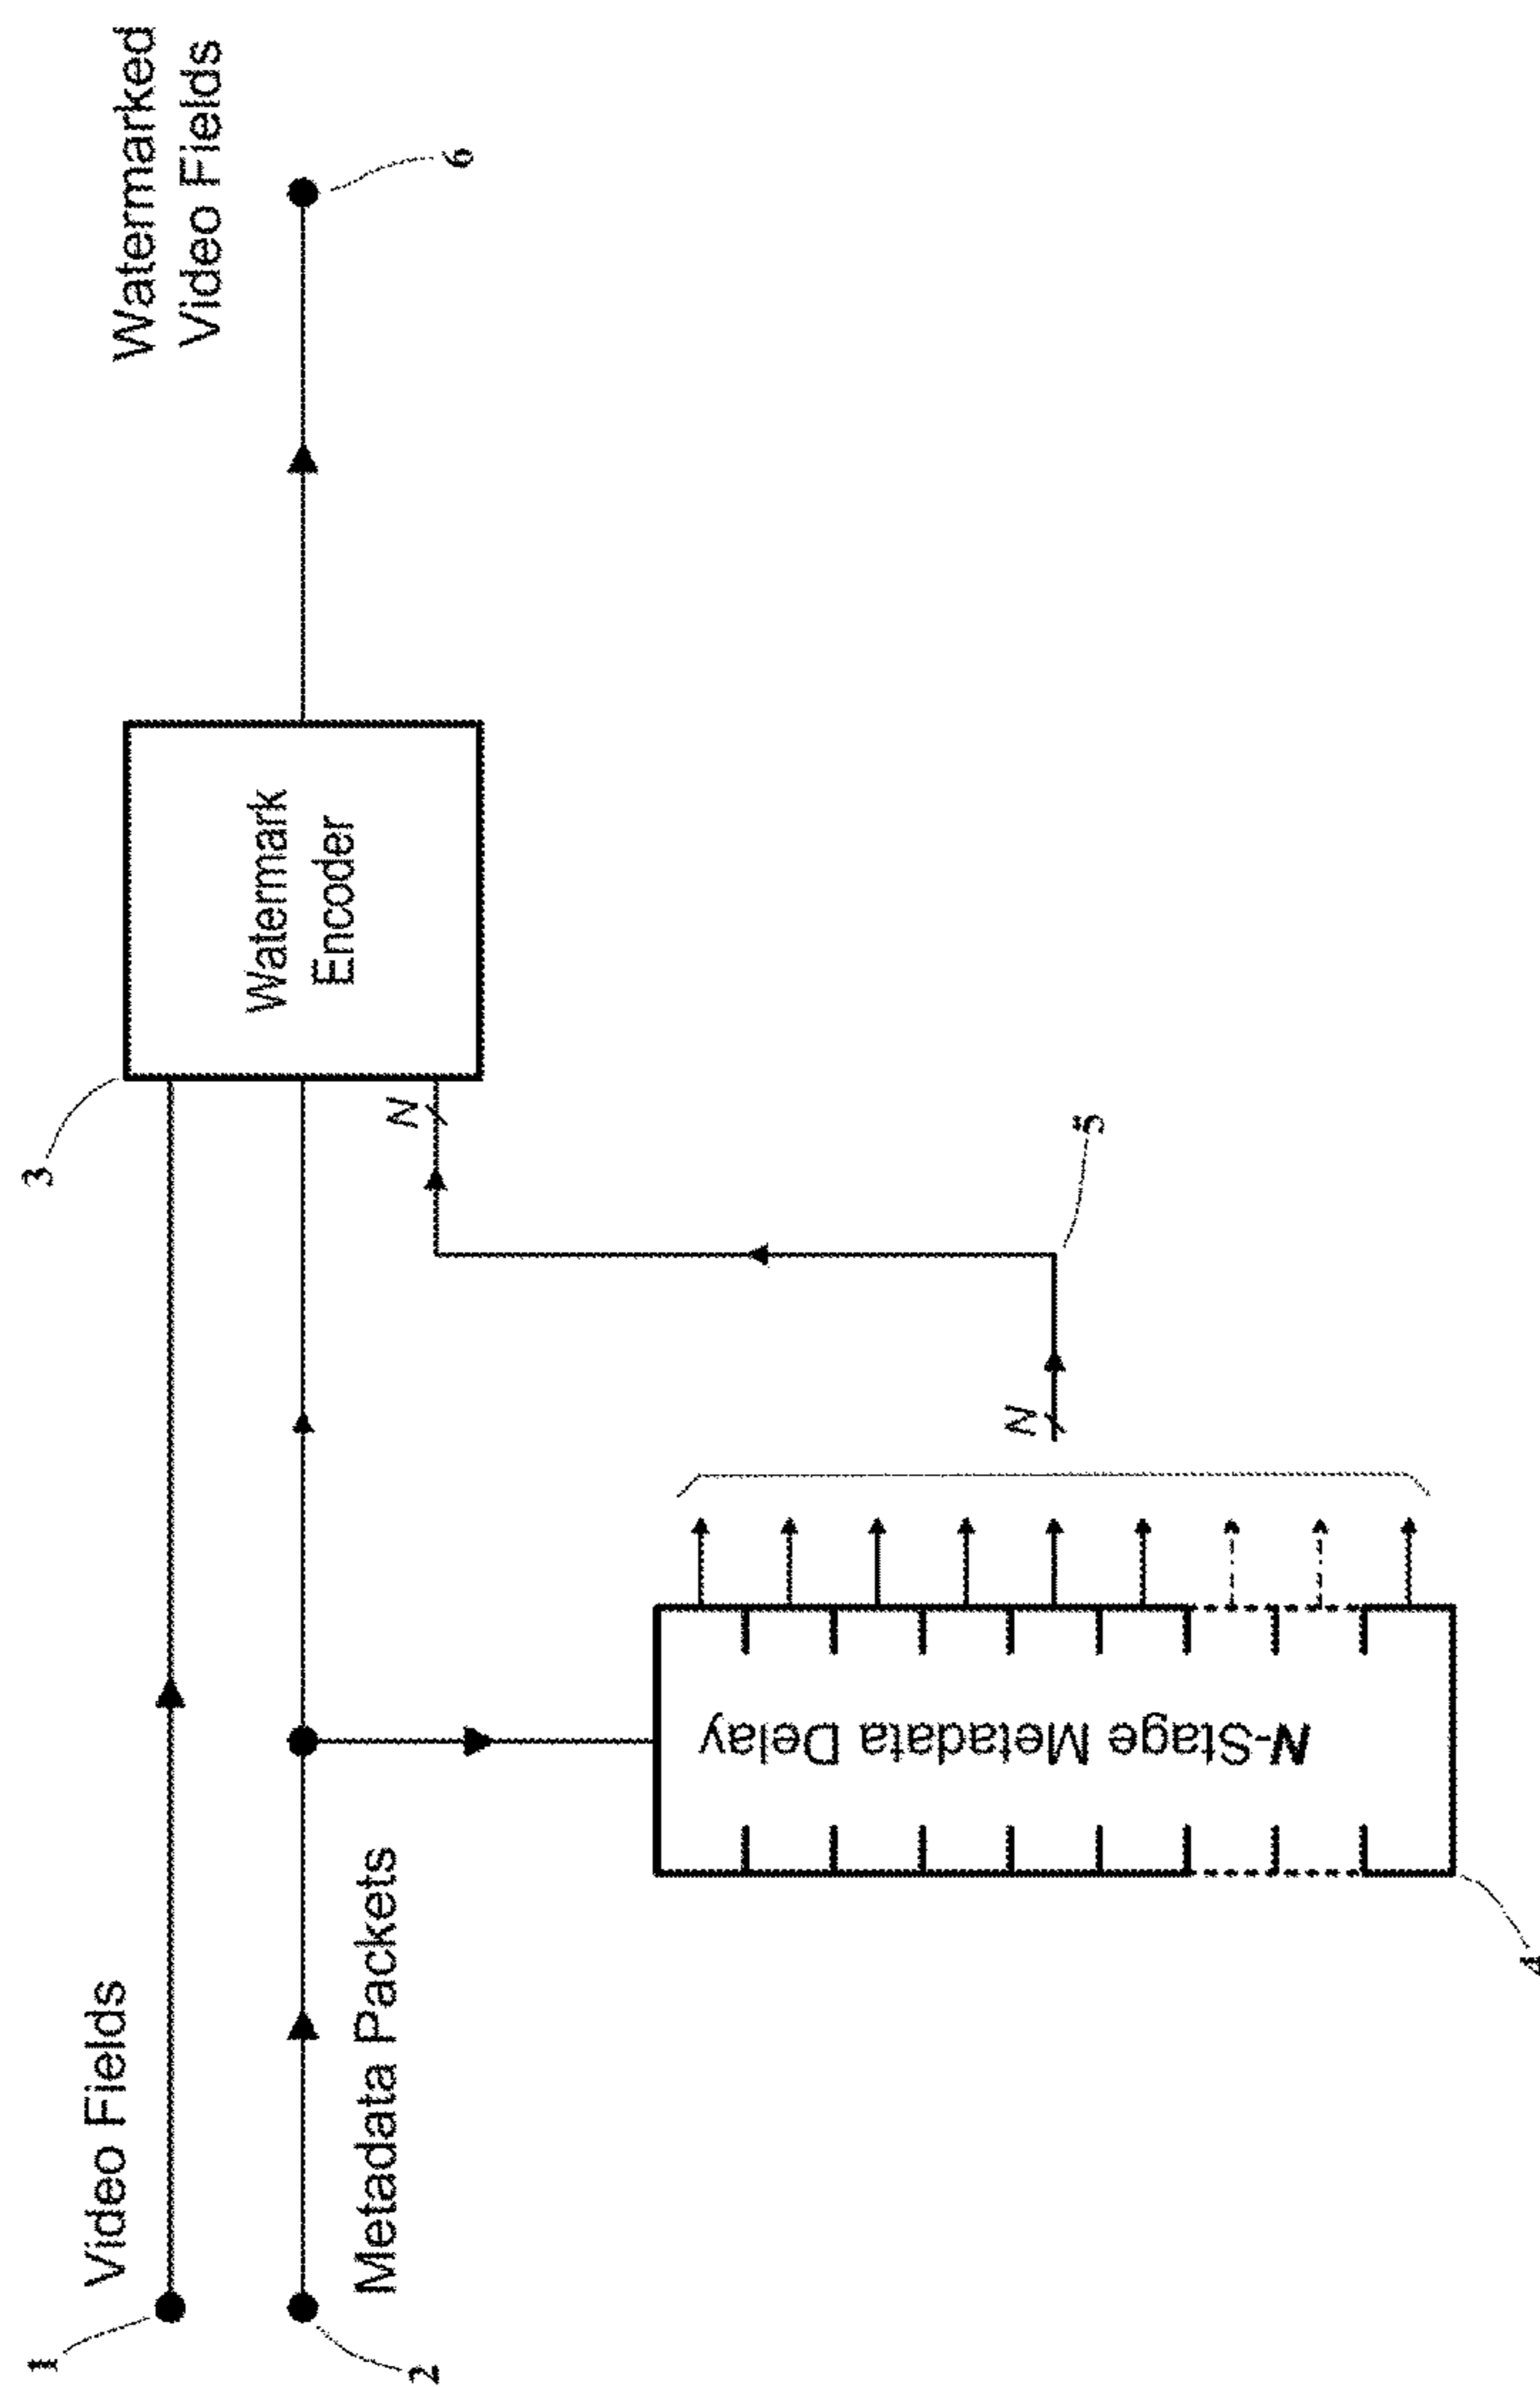 Video Fields
1
Metadata Packets
2
3
Watermark
Encoder
N
N
5
N-Stage Metadata Delay
4
Watermarked
Video Fields
6